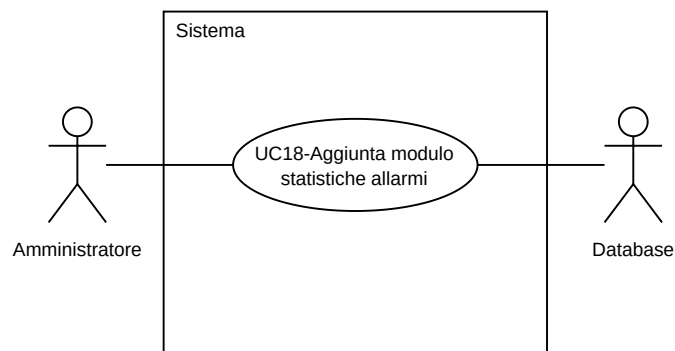 Sistema
UC18-Aggiunta modulo
statistiche allarmi
Amministratore
Database